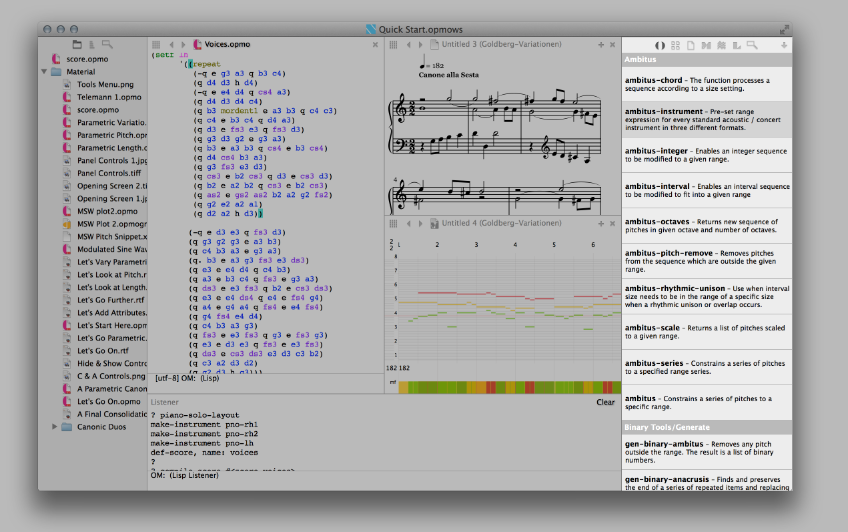 Quick Start.opmows
score.opmo
Material
Tools Menu.png
Telemann 1.opmo
score.opmo
Parametric Variatio.
Parametric Pitch.opr
Parametric Length.c
Panel Controls 1.jpg
Panel Controls.tiff
Opening Screen 2.ti
Opening Screen 1.jp
MSW plot2.opmo
MSW Plot 2.opmogr
MSW Pitch Snippet.x
Modulated Sine Wav
Let's Vary Parametri
Let's Look at Pitch.r
Let's Look at Length.
Let's Go Further.rtf
Let's Add Attributes.
Let's Start Here.opm
Let's Go Parametric.
Let's Go On.rtf
Hide & Show Contro
C & A Controls.png
A Parametric Canon
Let's Go On.opmo
A Final Consolidatio
Canonic Duos
Voices.opmo
(setf in
'((repeat
(-q e g3 a3 q b3 c4)
(q d4 d3 h d4)
(-q e e4 d4 q cs4 a3)
(q d4 d3 d4 c4)
(q b3 mordent1 e a3 b3 q c4 c3)
(q c4 e b3 c4 q d4 a3)
(q d3 e fs3 e3 q fs3 d3)
(q g3 d3 g2 e g3 a3)
(q b3 e a3 b3 q cs4 e b3 cs4)
(q d4 cs4 b3 a3)
(q g3 fs3 e3 d3)
(q cs3 e b2 cs3 q d3 e cs3 d3)
(q b2 e a2 b2 q cs3 e b2 cs3)
(q as2 e gs2 as2 b2 a2 g2 fs2)
(q g2 e2 a2 a1)
(q d2 a2 h d3))
(-q e d3 e3 q fs3 d3)
(q g3 g2 g3 e a3 b3)
(q c4 b3 a3 e g3 a3)
(q. b3 e a3 g3 fs3 e3 ds3)
(q e3 e e4 d4 q c4 b3)
(q a3 e b3 c4 q fs3 e g3 a3)
(q ds3 e e3 fs3 q b2 e cs3 ds3)
(q e3 e e4 ds4 q e4 e fs4 g4)
(q a4 e g4 a4 q fs4 e e4 fs4)
(q g4 fs4 e4 d4)
(q c4 b3 a3 g3)
(q fs3 e e3 fs3 q g3 e fs3 g3)
(q e3 e d3 e3 q fs3 e e3 fs3)
(q ds3 e cs3 ds3 e3 d3 c3 b2)
(q c3 a2 d3 d2)
[utf-8] OM: (Lisp)
Untitled 3 (Goldberg-Variationen)
= 182
Canone alla Sesta
4
Untitled 4 (Goldberg-Variationen)
2
2
1 2 3 4 5 6
8
7
6
5
4
3
2
1
182 182
mf
Listener
Clear
? piano-solo-layout
make-instrument pno-rh1
make-instrument pno-rh2
make-instrument pno-lh
def-score, name: voices
?
OM: (Lisp Listener)
Ambitus
ambitus-chord – The function processes a
sequence according to a size setting.
ambitus-instrument – Pre-set range
expression for every standard acoustic / concert
instrument in three different formats.
ambitus-integer – Enables an integer sequence
to be modified to a given range.
ambitus-interval – Enables an interval sequence
to be modified to fit into a given range
ambitus-octaves – Returns new sequence of
pitches in given octave and number of octaves.
ambitus-pitch-remove – Removes pitches
from the sequence which are outside the given
range.
ambitus-rhythmic-unison – Use when interval
size needs to be in the range of a specific size
when a rhythmic unison or overlap occurs.
ambitus-scale – Returns a list of pitches scaled
to a given range.
ambitus-series – Constrains a series of pitches
to a specified range series.
ambitus – Constrains a series of pitches to a
specific range.
Binary Tools/Generate
gen-binary-ambitus – Removes any pitch
outside the range. The result is a list of binary
numbers.
gen-binary-anacrusis – Finds and preserves
the end of a series of repeated items and replacing